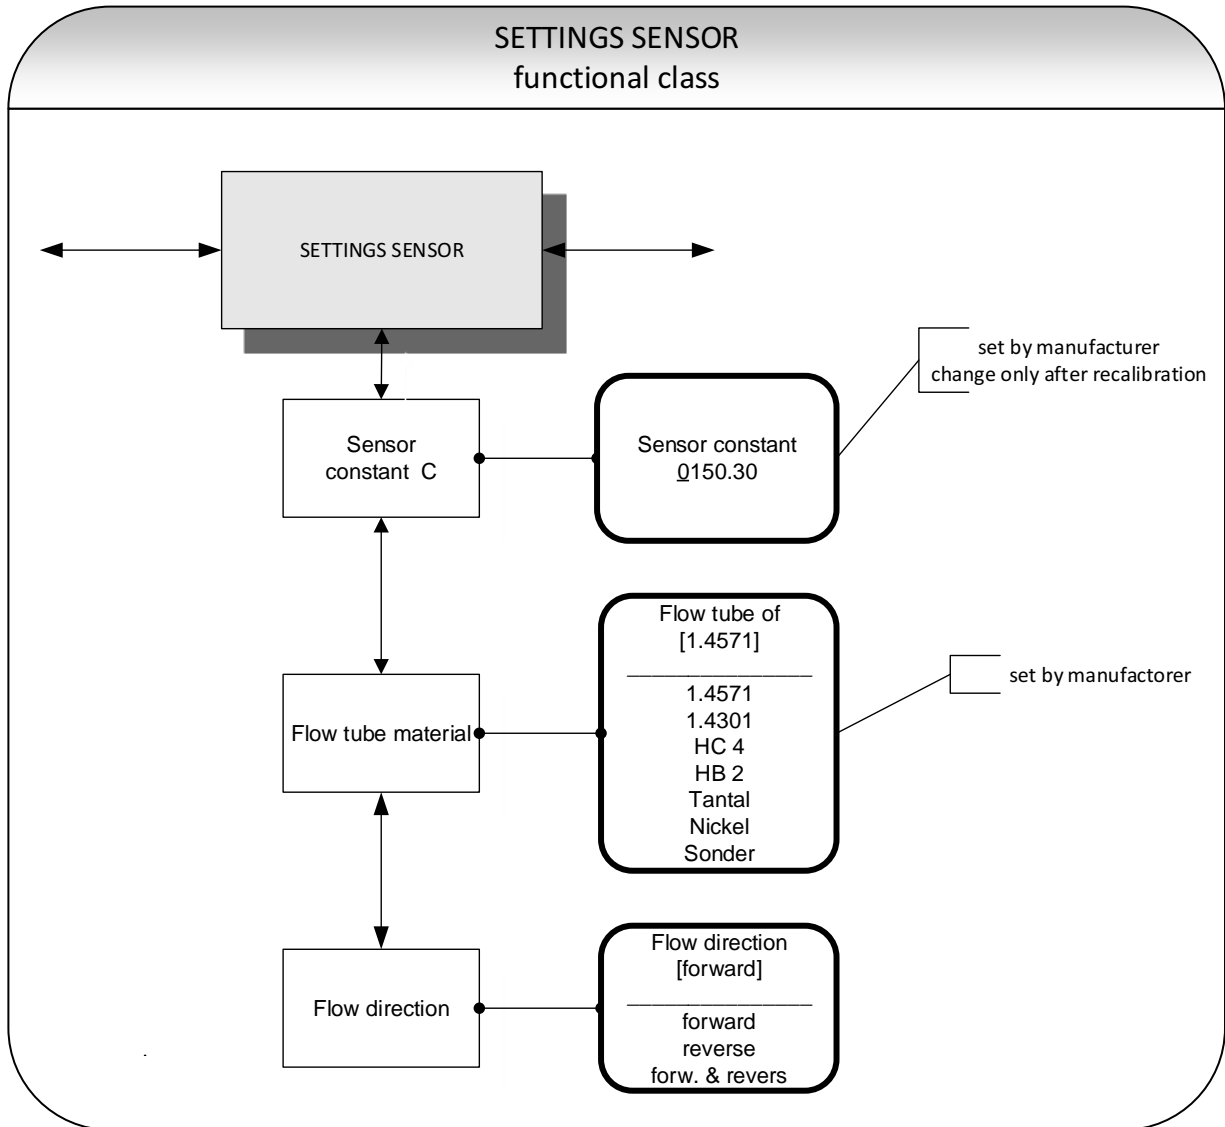 SETTINGS SENSOR
functional class
SETTINGS SENSOR
set by manufacturer
change only after recalibration
Sensor
constant C
Sensor constant
0150.30
Flow tube material
Flow tube of
[1.4571]
1.4571
1.4301
HC 4
HB 2
Tantal
Nickel
Sonder
set by manufactorer
Flow direction
Flow direction
[forward]
forward
reverse
forw. & revers